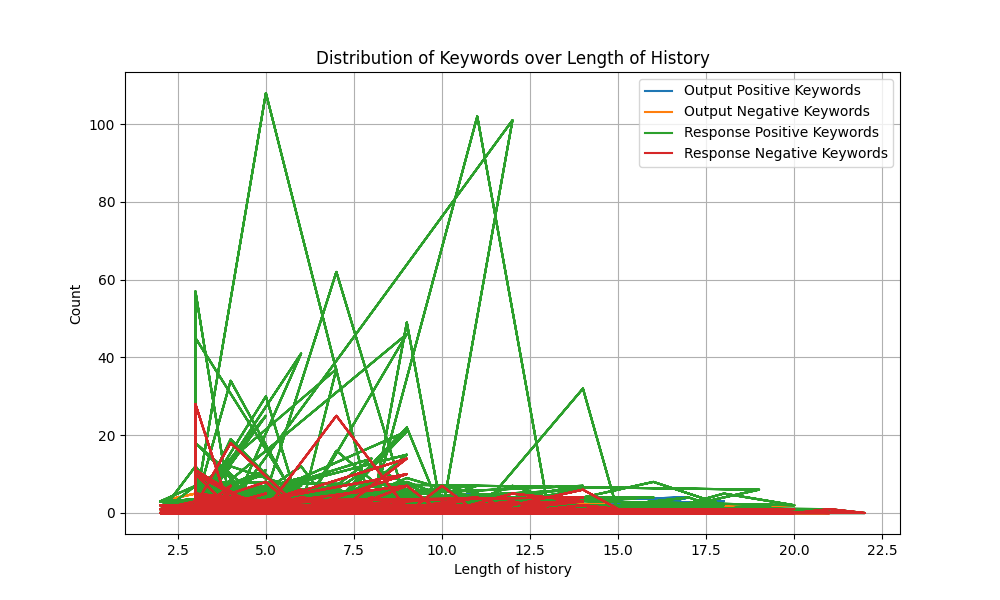 Distribution of Keywords over Length of History
Output Positive Keywords
Output Negative Keywords
Response Positive Keywords
Response Negative Keywords
Count
100
80
60
40
20
0
2.5 5.0 7.5 10.0 12.5 15.0 17.5 20.0 22.5
Length of history